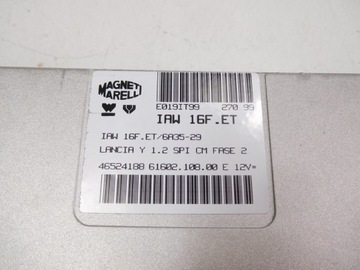 MAGNETI
MARELLI
E019IT99 270 99
IAW 16F.ET
IAW 16F.ET/6A35-29
LANCIA Y 1.2 SPI CM FASE 2
46524188 61602.108.00 E 12V=